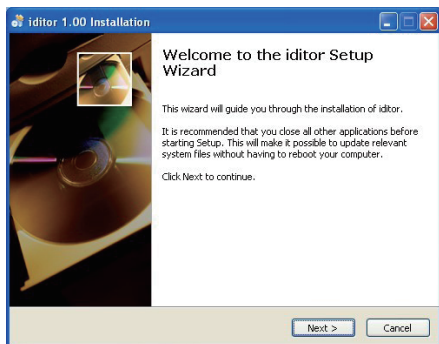 iditor 1.00 Installation
Welcome to the iditor Setup
Wizard
This wizard will guide you through the installation of iditor.
It is recommended that you close all other applications before
starting Setup. This will make it possible to update relevant
system files without having to reboot your computer.
Click Next to continue.
Next >
Cancel